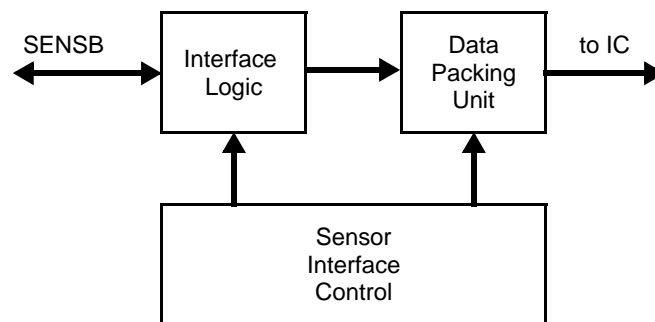 SENSB
Interface
Logic
Data
Packing
Unit
to IC
Sensor
Interface
Control